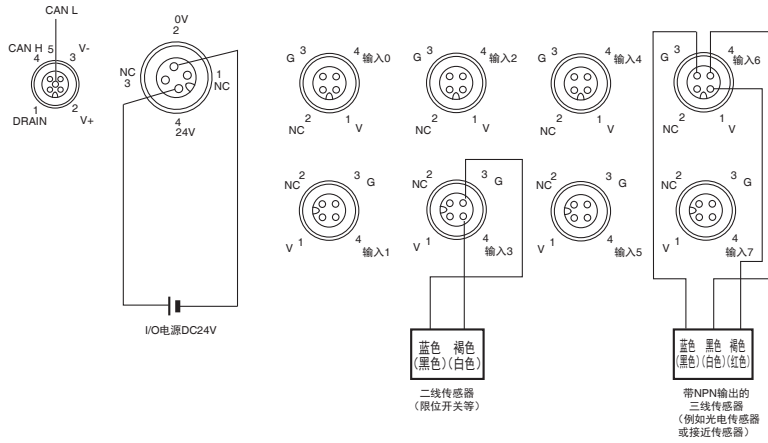 CAN L
CAN H 5 V-
4 3
1 2
DRAIN V+
0V
2
NC
3
1
NC
4
24V
I/O电源DC24V
G 3 4 输入0
NC 2 1 V
G 3 4 输入2
NC 2 1 V
G 3 4 输入4
NC 2 1 V
G 3 4 输入6
NC 2 1 V
NC 2 3 G
V 1 4 输入1
NC 2 3 G
V 1 4 输入3
NC 2 3 G
V 1 4 输入5
NC 2 3 G
V 1 4 输入7
蓝色 褐色
(黑色)(白色)
二线传感器
（限位开关等）
蓝色 黑色 褐色
(黑色)(白色)(红色)
带NPN输出的
三线传感器
（例如光电传感器
或接近传感器）